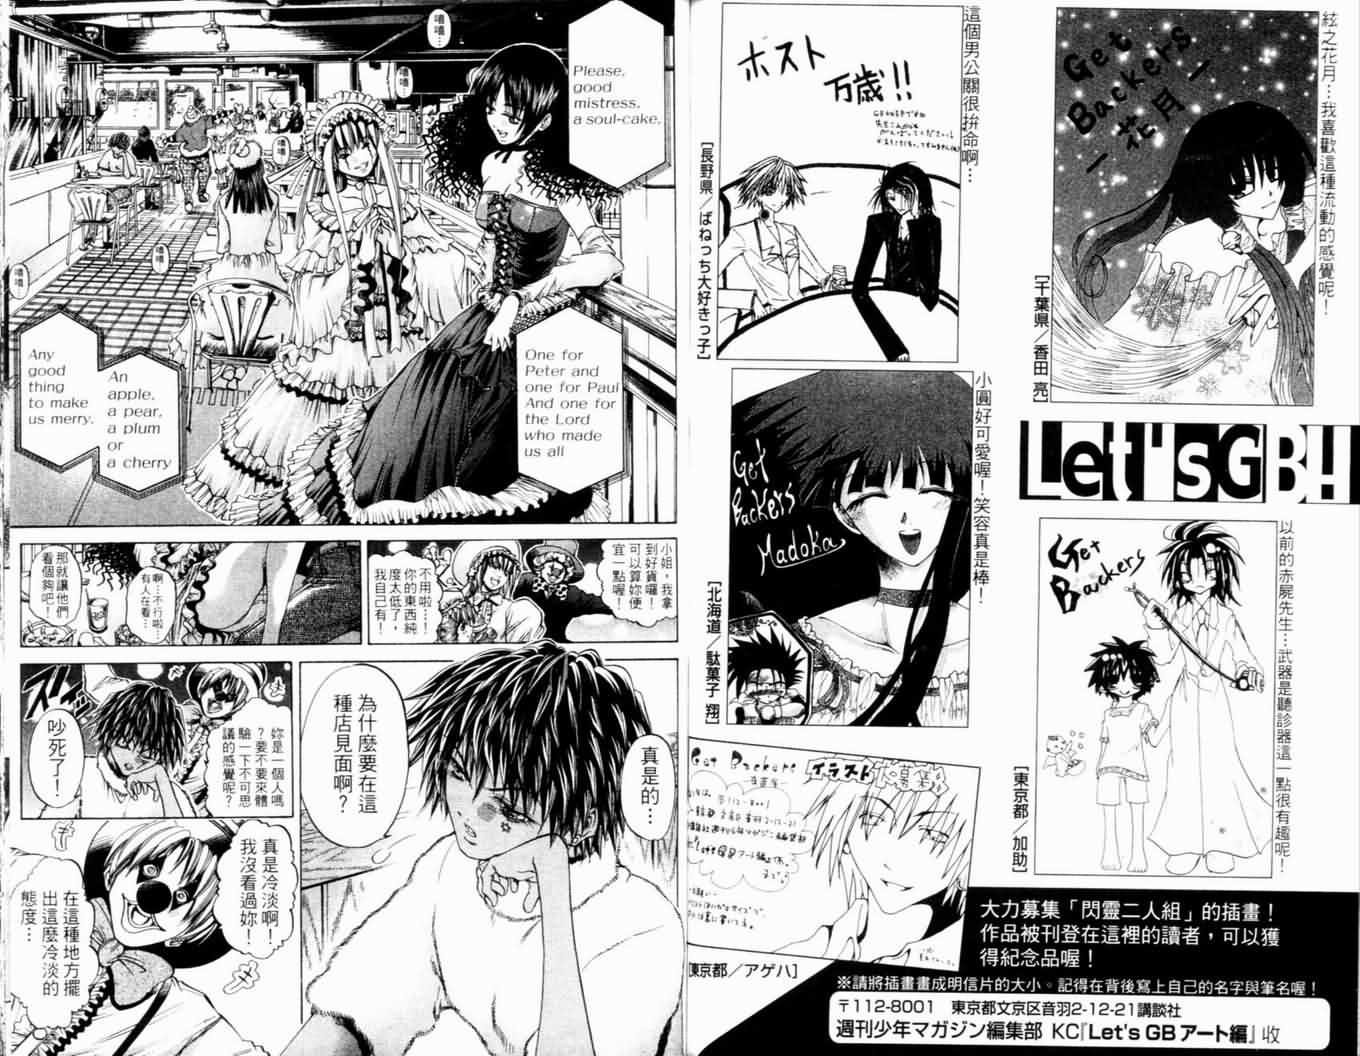 絃之花月…我喜歡這種流動的感覺呢！
Get
Backers
花月
[千葉県／香田 亮]
這個男公關很拚命啊…
ホスト
万歳!!
[長野県／ばねっち大好きっ子]
小圓好可愛喔！笑容真是棒！
Get
Backers
Madoka
[北海道／駄菓子 翔]
Let'sGB!!
以前的赤屍先生…武器是聽診器這一點很有趣呢！
Get
Backers
[東京都／加助]
Get Backers
イラスト
[東京都／アゲハ]
大力募集「閃靈二人組」的插畫！
作品被刊登在這裡的讀者，可以獲
得紀念品喔！
※請將插畫畫成明信片的大小。記得在背後寫上自己的名字與筆名喔！
〒112-8001　東京都文京区音羽2-12-21講談社
週刊少年マガジン編集部 KC『Let's GB アート編』收
Please,
good
mistress.
a soul-cake.
嘻嘻…
嘻嘻
嘻嘻
嘻嘻
嘻嘻
One for
Peter and
one for Paul
And one for
the Lord
who made
us all
An
apple,
a pear,
a plum
or
a cherry
Any
good
thing
to make
us merry.
小姐，我拿
到好貨囉！
可以算妳便
宜一點喔！
不用啦…！
你的東西純
度太低了，
我自己有！
啊…不行啦…
有人在看…
那就讓他們
看個夠吧！
真是的…
為什麼要在這
種店見面啊？
妳是一個人嗎
？要不要來體
驗一下不可思
議的感覺呢？
吵死了！
真是冷淡啊！
我沒看過妳！
在這種地方擺
出這麼冷淡的
態度…